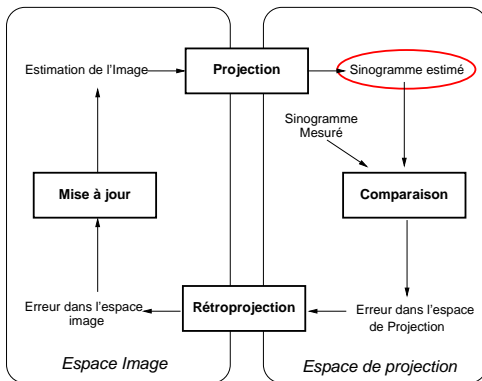 Estimation de l'Image
Projection
Sinogramme estimé
Sinogramme
Mesuré
Mise à jour
Comparaison
Erreur dans l'espace
image
Rétroprojection
Erreur dans l'espace
de Projection
Espace Image
Espace de projection